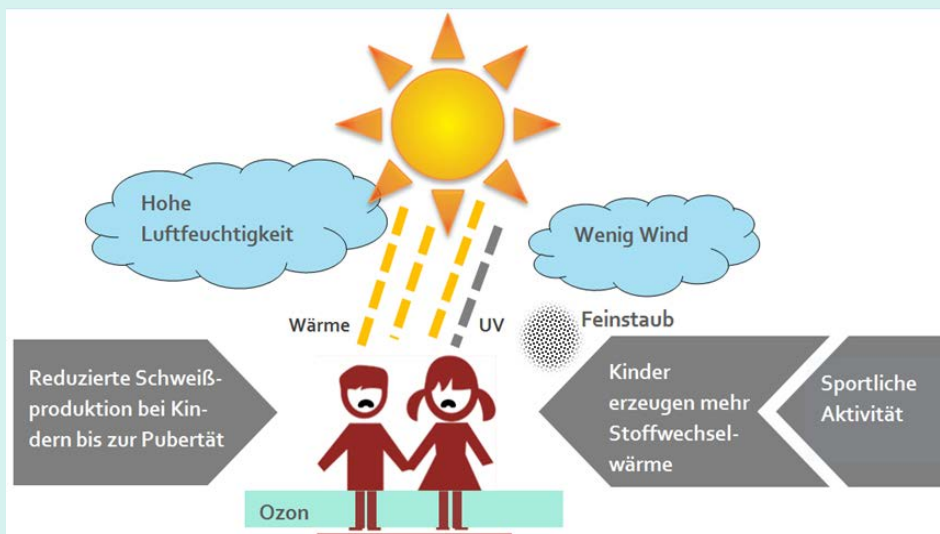 Hohe
Luftfeuchtigkeit
Wenig Wind
Wärme
UV
Feinstaub
Reduzierte Schweiß-
produktion bei Kin-
dern bis zur Pubertät
Kinder
erzeugen mehr
Stoffwechsel-
wärme
Sportliche
Aktivität
Ozon